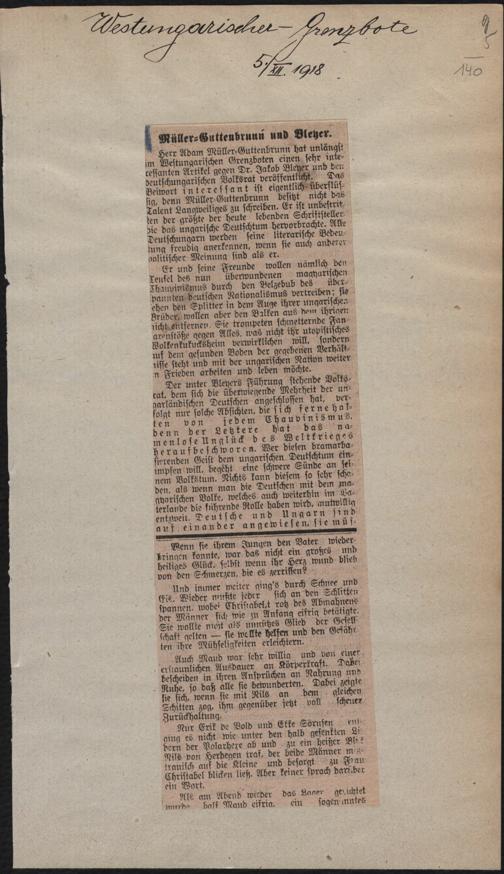 Westungarischer-Grenzbote
5/XII. 1918
5
140
Müller-Guttenbrunn und Bleyer.
Herr Adam Müller-Guttenbrunn hat unlängst
im Westungarischen Grenzboten einen sehr inte-
ressanten Artikel gegen Dr. Jakob Bleyer und den
deutschungarischen Volksrat veröffentlicht. Das
Beiwort interessant ist eigentlich überflüs-
sig, denn Müller-Guttenbrunn besitzt nicht das
Talent Langweiliges zu schreiben. Er ist unbestrit-
ten der größte der heute lebenden Schriftsteller
die das ungarische Deutschtum hervorbrachte. Alle
Deutschungarn werden seine literarische Bedeu-
tung freudig anerkennen, wenn sie auch anderer
politischer Meinung sind als er.
Er und seine Freunde wollen nämlich den
Teufel des nun überwundenen magyarischen
Chauvinismus durch den Belzebub des über-
spannten deutschen Nationalismus vertreiben; sie
sehen den Splitter in dem Auge ihrer ungarischen
Brüder, wollen aber den Balken aus dem ihrigen
nicht entfernen. Sie trompeten schmetternde Fan-
farenstöße gegen Alles, was nicht ihr utopistisches
Wolkenkukucksheim verwirklichen will, sondern
auf dem gesunden Boden der gegebenen Verhält-
nisse steht und mit der ungarischen Nation weiter
in Frieden arbeiten und leben möchte.
Der unter Bleyers Führung stehende Volks-
rat, dem sich die überwiegende Mehrheit der un-
garländischen Deutschen angeschlossen hat, ver-
folgt nur solche Absichten, die sich fernehal-
ten von jedem Chauvinismus,
denn der Letztere hat das na-
menlose Unglück des Weltkrieges
heraufbeschworen. Wer diesen bramarba-
sierenden Geist dem ungarischen Deutschtum ein-
impfen will, begeht eine schwere Sünde an sei-
nem Volkstum. Nichts kann diesem so sehr scha-
den, als wenn man die Deutschen mit dem ma-
gyarischen Volke, welches auch weiterhin im Va-
terlande die führende Rolle haben wird, mutwillig
entzweit. Deutsche und Ungarn sind
auf einander angewiesen, sie müs-
Wenn sie ihrem Jungen den Vater wieder-
bringen konnte, war das nicht ein großes und
heiliges Glück, selbst wenn ihr Herz wund blieb
von den Schmerzen, die es zerrissen?
Und immer weiter ging's durch Schnee und
Eis. Wieder mußte jeder sich an den Schlitten
spannen, wobei Christabel, trotz des Abmahnens
der Männer sich wie zu Anfang eifrig betätigte.
Sie wollte nicht als unnützes Glied der Gesell-
schaft gelten — sie wollte helfen und den Gefähr-
ten ihre Mühseligkeiten erleichtern.
Auch Maud war sehr willig und von einer
erstaunlichen Ausdauer an Körperkraft. Dabei
bescheiden in ihren Ansprüchen an Nahrung und
Ruhe, so daß alle sie bewunderten. Dabei zeigte
sie sich, wenn sie mit Nils an dem gleichen
Schlitten zog, ihm gegenüber jetzt voll scheuer
Zurückhaltung.
Nur Erik de Vold und Etke Sörnsen ent-
ging es nicht wie unter den halb gesenkten Li-
dern der Polarhexe ab und zu ein heißer Bli
Nils von Herdegen traf, der beide Männer
trauisch auf die Kleine und besorgt zu Frau
Christabel blicken ließ. Aber keiner sprach darüber
ein Wort.
Als am Abend wieder das Lager gerichtet
wurde, half Maud eifrig, ein sogenanntes